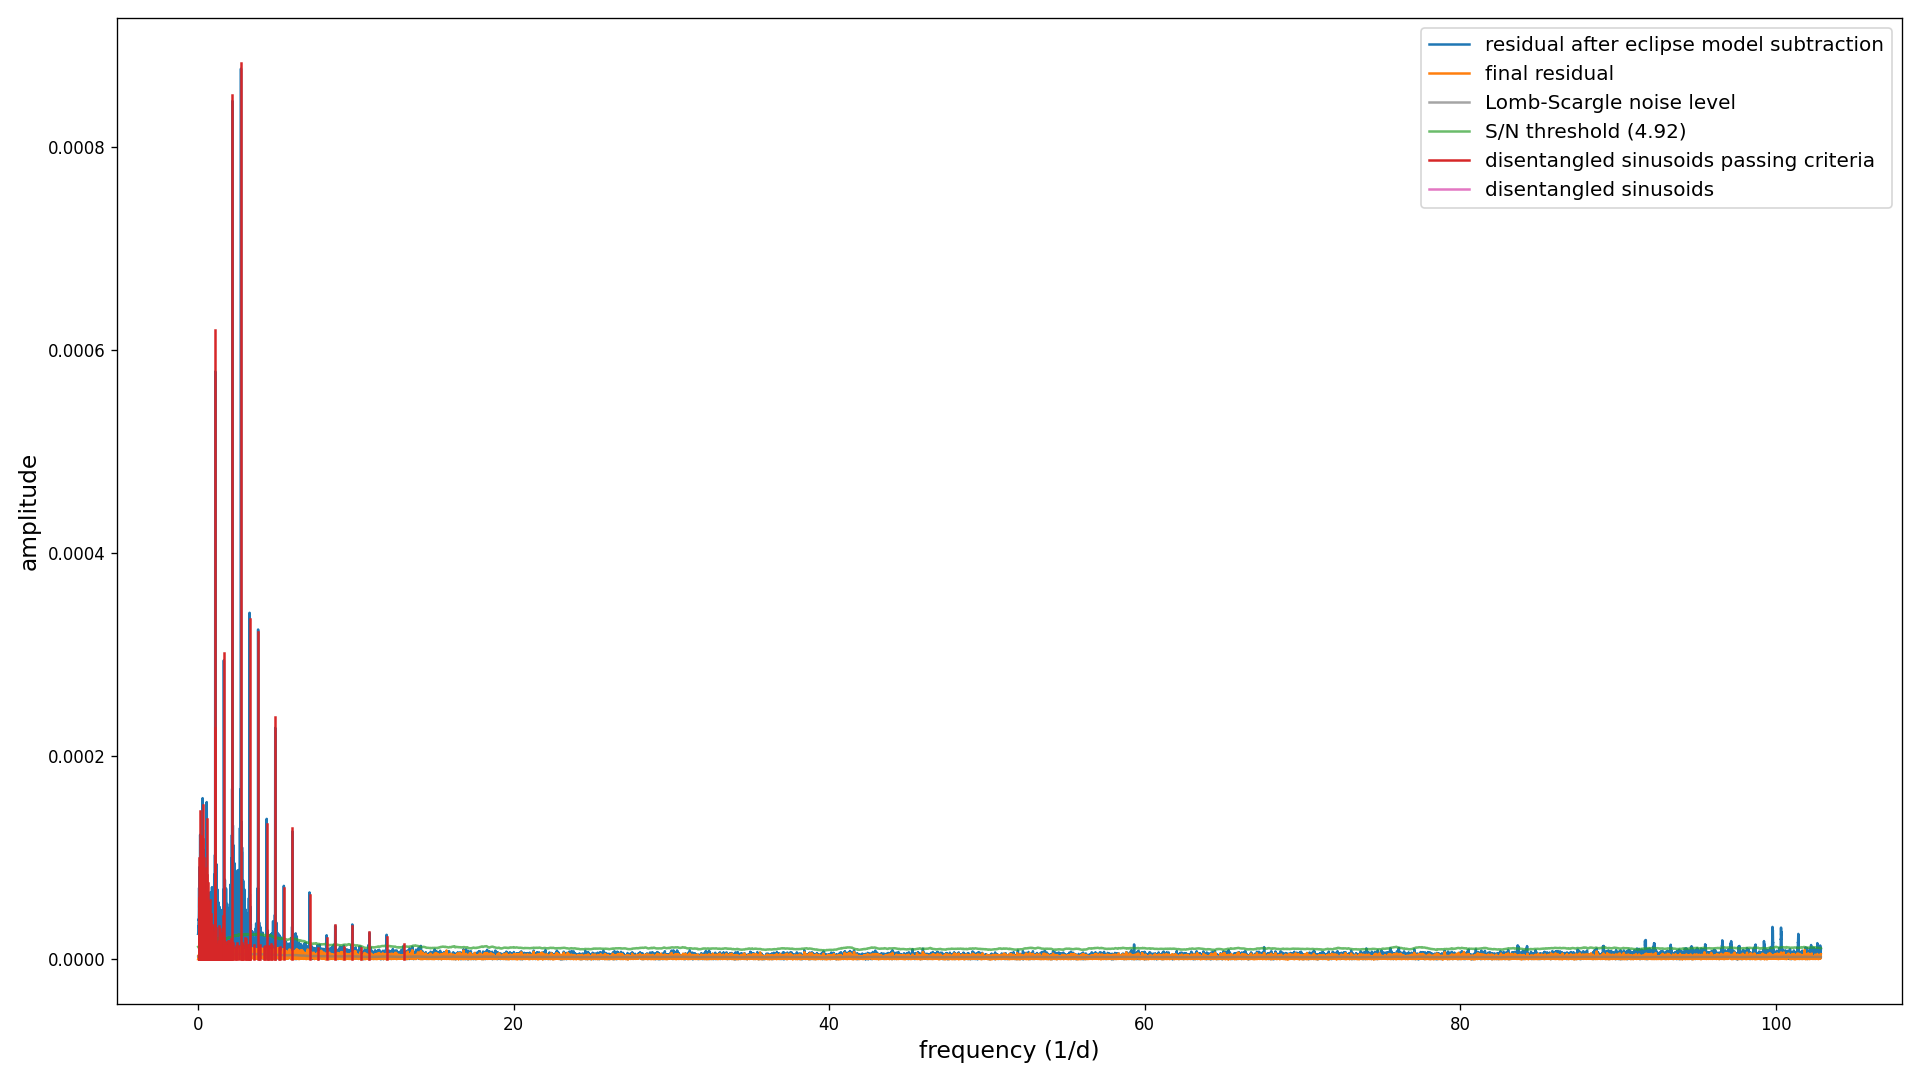 residual after eclipse model subtraction
final residual
Lomb-Scargle noise level
S/N threshold (4.92)
disentangled sinusoids passing criteria
disentangled sinusoids
amplitude
0.0008
0.0006
0.0004
0.0002
0.0000
0 20 40 60 80 100
frequency (1/d)